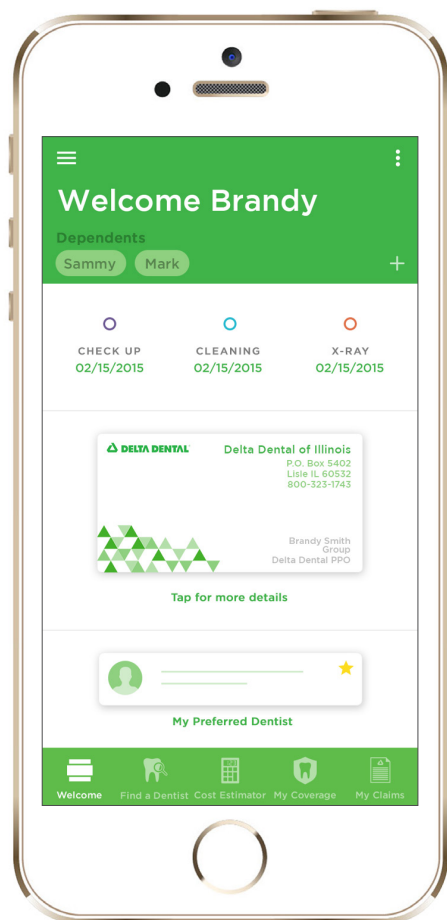 Welcome Brandy
Dependents
Sammy Mark
CHECK UP CLEANING X-RAY
02/15/2015 02/15/2015 02/15/2015
DELTA DENTAL
Delta Dental of Illinois
P.O. Box 5402
Lisle IL 60532
800-323-1743
Brandy Smith
Group
Delta Dental PPO
Tap for more details
My Preferred Dentist
Welcome Find a Dentist Cost Estimator My Coverage My Claims